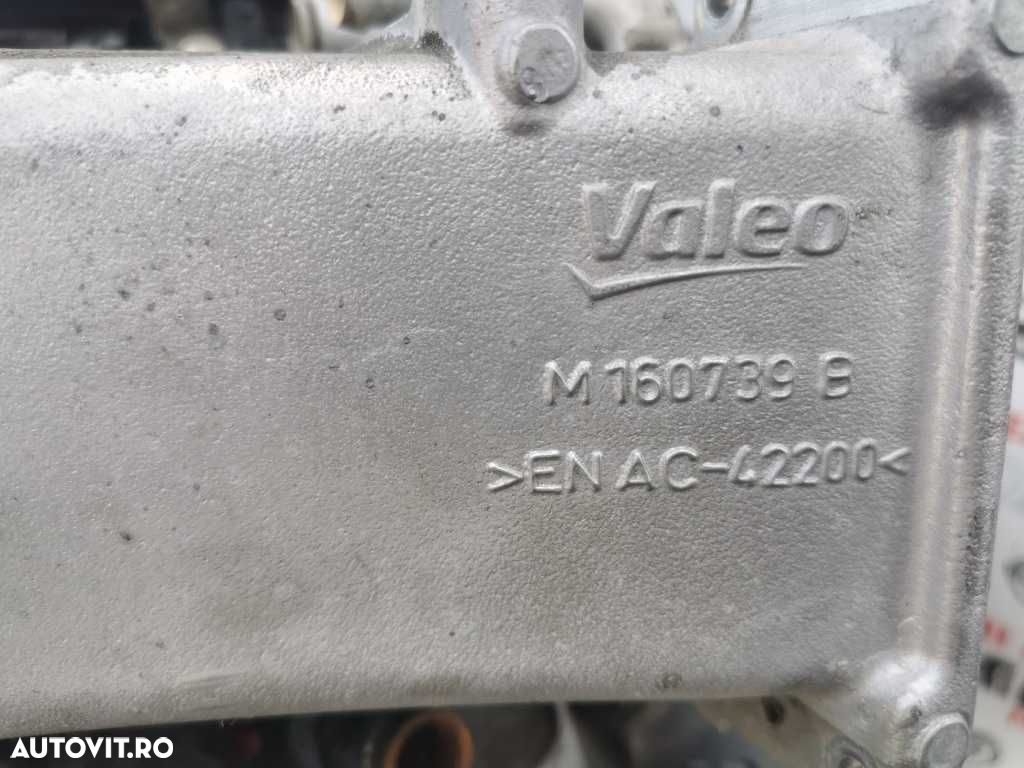 Valeo
M 160739 B
>EN AC-42200<
AUTOVIT.RO